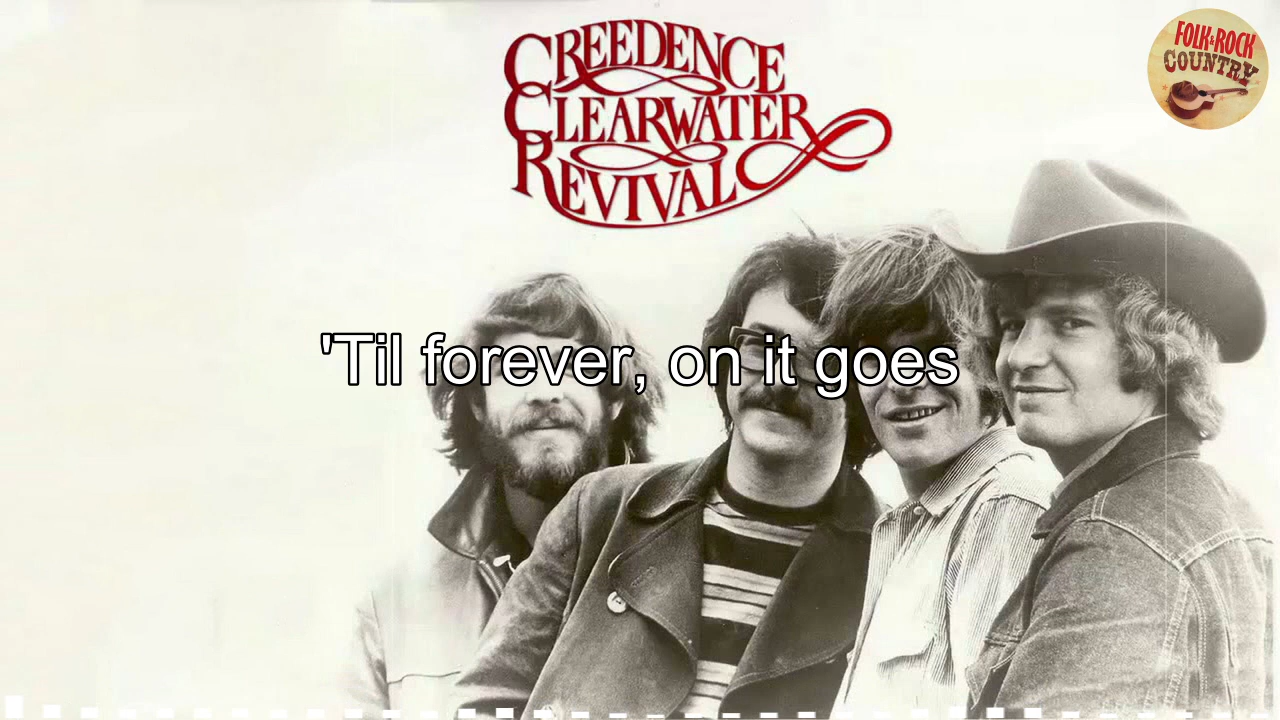 CREEDENCE
CLEARWATER
REVIVAL
FOLK & ROCK
COUNTRY
'Til forever, on it goes